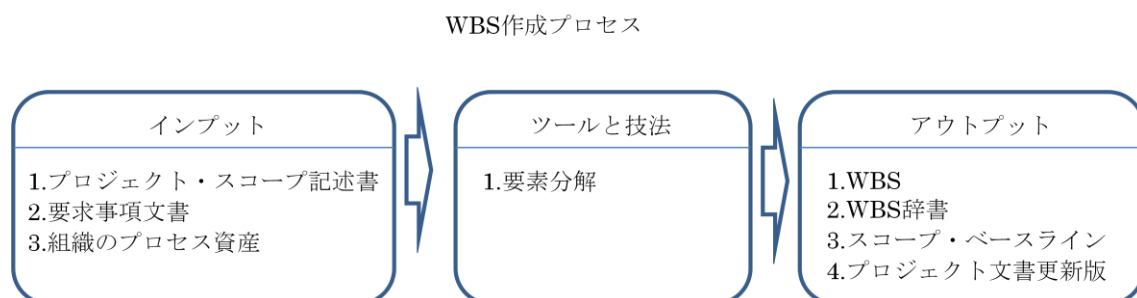 WBS作成プロセス
インプット
1.プロジェクト・スコープ記述書
2.要求事項文書
3.組織のプロセス資産
ツールと技法
1.要素分解
アウトプット
1.WBS
2.WBS辞書
3.スコープ・ベースライン
4.プロジェクト文書更新版